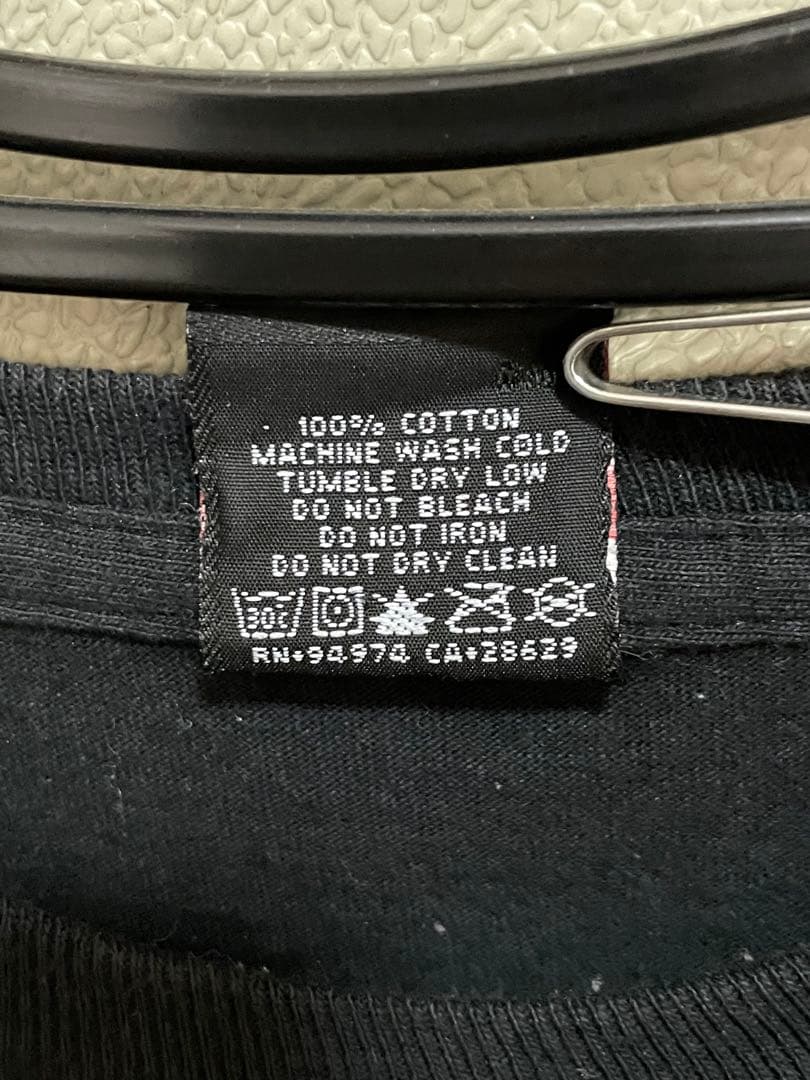 100% COTTON
MACHINE WASH COLD
TUMBLE DRY LOW
DO NOT BLEACH
DO NOT IRON
DO NOT DRY CLEAN
30C
RN+94974 CA+28629